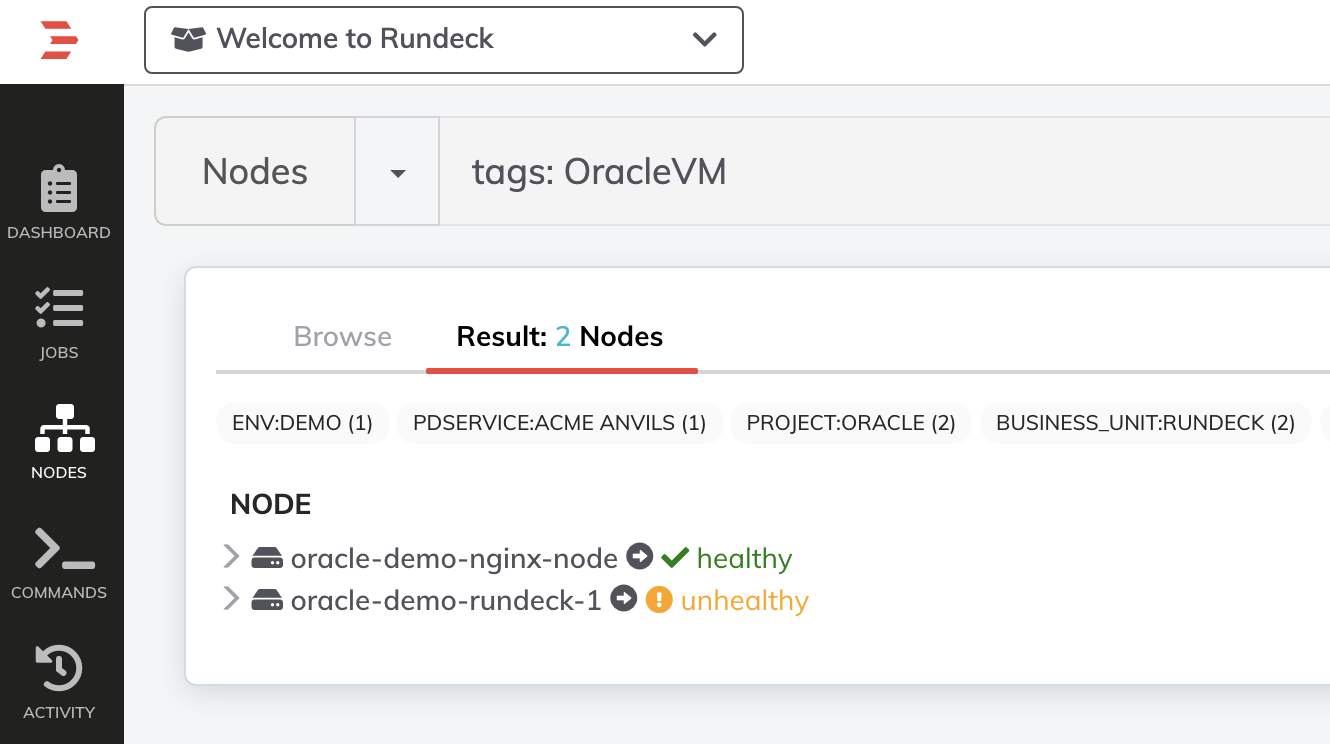 Welcome to Rundeck
Nodes tags: OracleVM
DASHBOARD
JOBS
NODES
COMMANDS
ACTIVITY
Browse Result: 2 Nodes
ENV:DEMO (1) PDSERVICE:ACME ANVILS (1) PROJECT:ORACLE (2) BUSINESS_UNIT:RUNDECK (2)
NODE
oracle-demo-nginx-node healthy
oracle-demo-rundeck-1 unhealthy